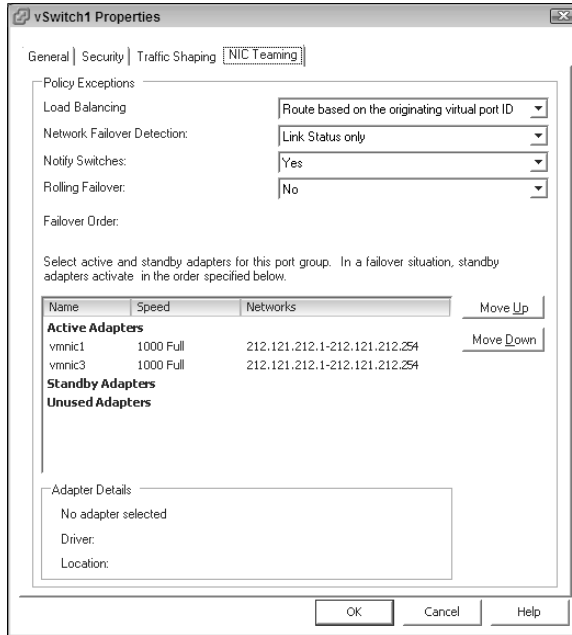 vSwitch1 Properties
General Security Traffic Shaping NIC Teaming
Policy Exceptions
Load Balancing Route based on the originating virtual port ID
Network Failover Detection: Link Status only
Notify Switches: Yes
Rolling Failover: No
Failover Order:
Select active and standby adapters for this port group. In a failover situation, standby
adapters activate in the order specified below.
Name Speed Networks Move Up
Active Adapters
vmnic1 1000 Full 212.121.212.1-212.121.212.254 Move Down
vmnic3 1000 Full 212.121.212.1-212.121.212.254
Standby Adapters
Unused Adapters
Adapter Details
No adapter selected
Driver:
Location:
OK Cancel Help